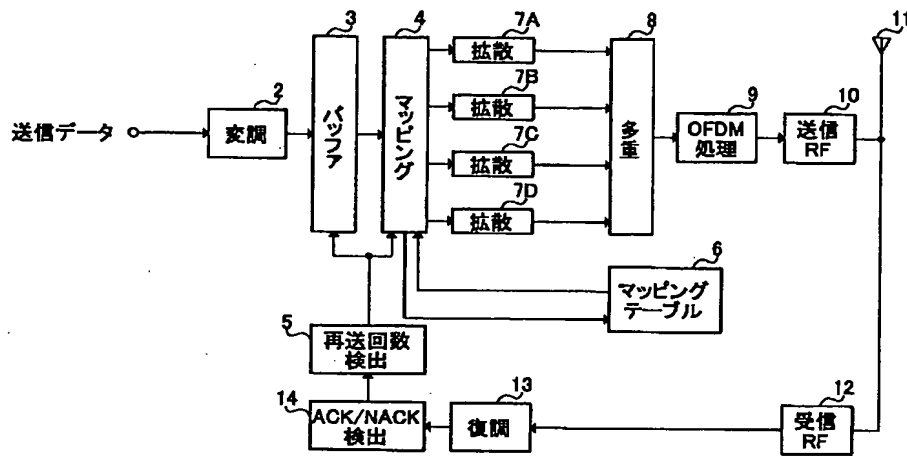 送信データ
2
変調
3
バッファ
4
マッピング
7A
拡散
7B
拡散
7C
拡散
7D
拡散
8
多重
9
OFDM
処理
10
送信
RF
11
6
マッピング
テーブル
5
再送回数
検出
14
ACK/NACK
検出
13
復調
12
受信
RF